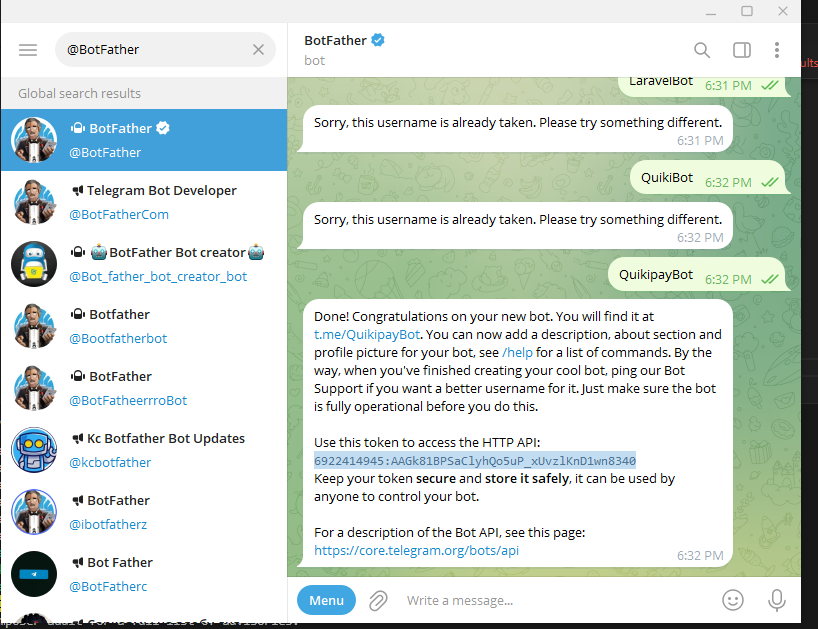 @BotFather
Global search results
BotFather
@BotFather
Telegram Bot Developer
@BotFatherCom
BotFather Bot creator
@Bot_father_bot_creator_bot
Botfather
@Bootfatherbot
BotFather
@BotFatheerrroBot
Kc Botfather Bot Updates
@kcbotfather
BotFather
@ibotfatherz
Bot Father
@BotFatherc
BotFather
bot
LaravelBot 6:31 PM
Sorry, this username is already taken. Please try something different.
6:31 PM
QuikiBot 6:32 PM
Sorry, this username is already taken. Please try something different.
6:32 PM
QuikipayBot 6:32 PM
Done! Congratulations on your new bot. You will find it at
t.me/QuikipayBot. You can now add a description, about section and
profile picture for your bot, see /help for a list of commands. By the
way, when you've finished creating your cool bot, ping our Bot
Support if you want a better username for it. Just make sure the bot
is fully operational before you do this.
Use this token to access the HTTP API:
6922414945:AAGk81BPSaClyhQo5uP_xUvzlKnD1wn8340
Keep your token secure and store it safely, it can be used by
anyone to control your bot.
For a description of the Bot API, see this page:
https://core.telegram.org/bots/api
6:32 PM
Menu
Write a message...